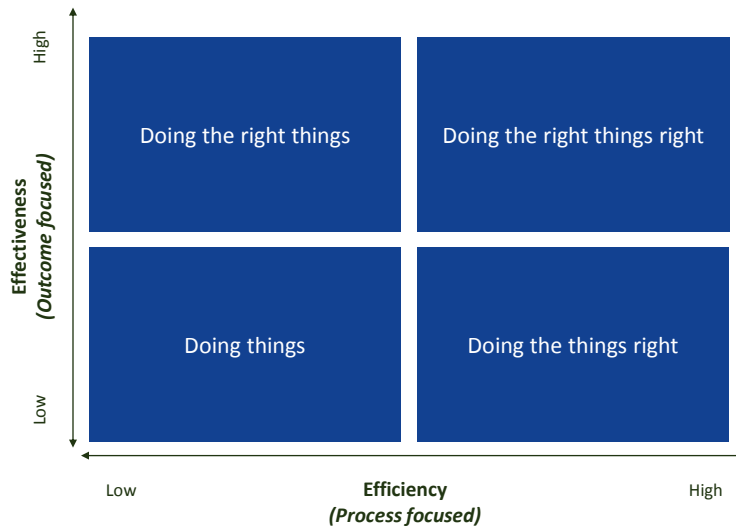 High
Effectiveness
(Outcome focused)
Low
Doing the right things
Doing the right things right
Doing things
Doing the things right
Low
Efficiency
(Process focused)
High